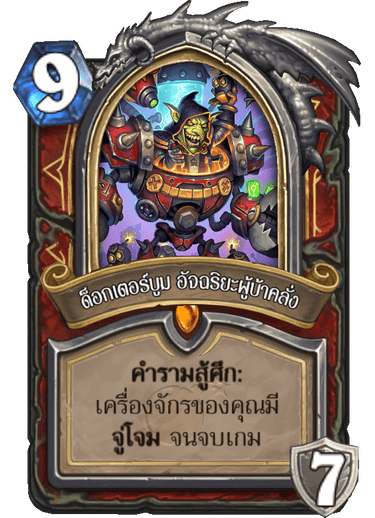 9
ด็อกเตอร์บูม อัจฉริยะผู้บ้าคลั่ง
คำรามสู้ศึก:
เครื่องจักรของคุณมี
จู่โจม จนจบเกม
7